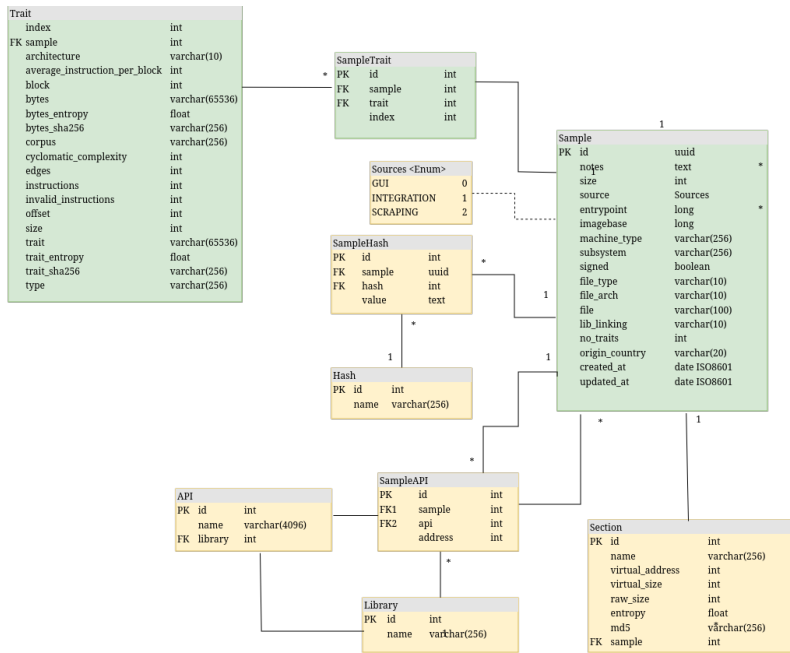 Trait
index int
FK sample int
architecture varchar(10)
average_instruction_per_block int
block int
bytes varchar(65536)
bytes_entropy float
bytes_sha256 varchar(256)
corpus varchar(256)
cyclomatic_complexity int
edges int
instructions int
invalid_instructions int
offset int
size int
trait varchar(65536)
trait_entropy float
trait_sha256 varchar(256)
type varchar(256)
*
SampleTrait
PK id int
FK sample int
FK trait int
index int
1
Sample
PK id uuid
notes text
size int
source Sources
entrypoint long
imagebase long
machine_type varchar(256)
subsystem varchar(256)
signed boolean
file_type varchar(10)
file_arch varchar(10)
file varchar(100)
lib_linking varchar(10)
no_traits int
origin_country varchar(20)
created_at date ISO8601
updated_at date ISO8601
1
*
*
Sources <Enum>
GUI 0
INTEGRATION 1
SCRAPING 2
SampleHash
PK id int
FK sample uuid
FK hash int
value text
*
1
*
1
Hash
PK id int
name varchar(256)
1
*
*
1
SampleAPI
PK id int
FK1 sample int
FK2 api int
address int
API
PK id int
name varchar(4096)
FK library int
*
Library
PK id int
name varchar(256)
1
Section
PK id int
name varchar(256)
virtual_address int
virtual_size int
raw_size int
entropy float
md5 varchar(256)
FK sample int
*